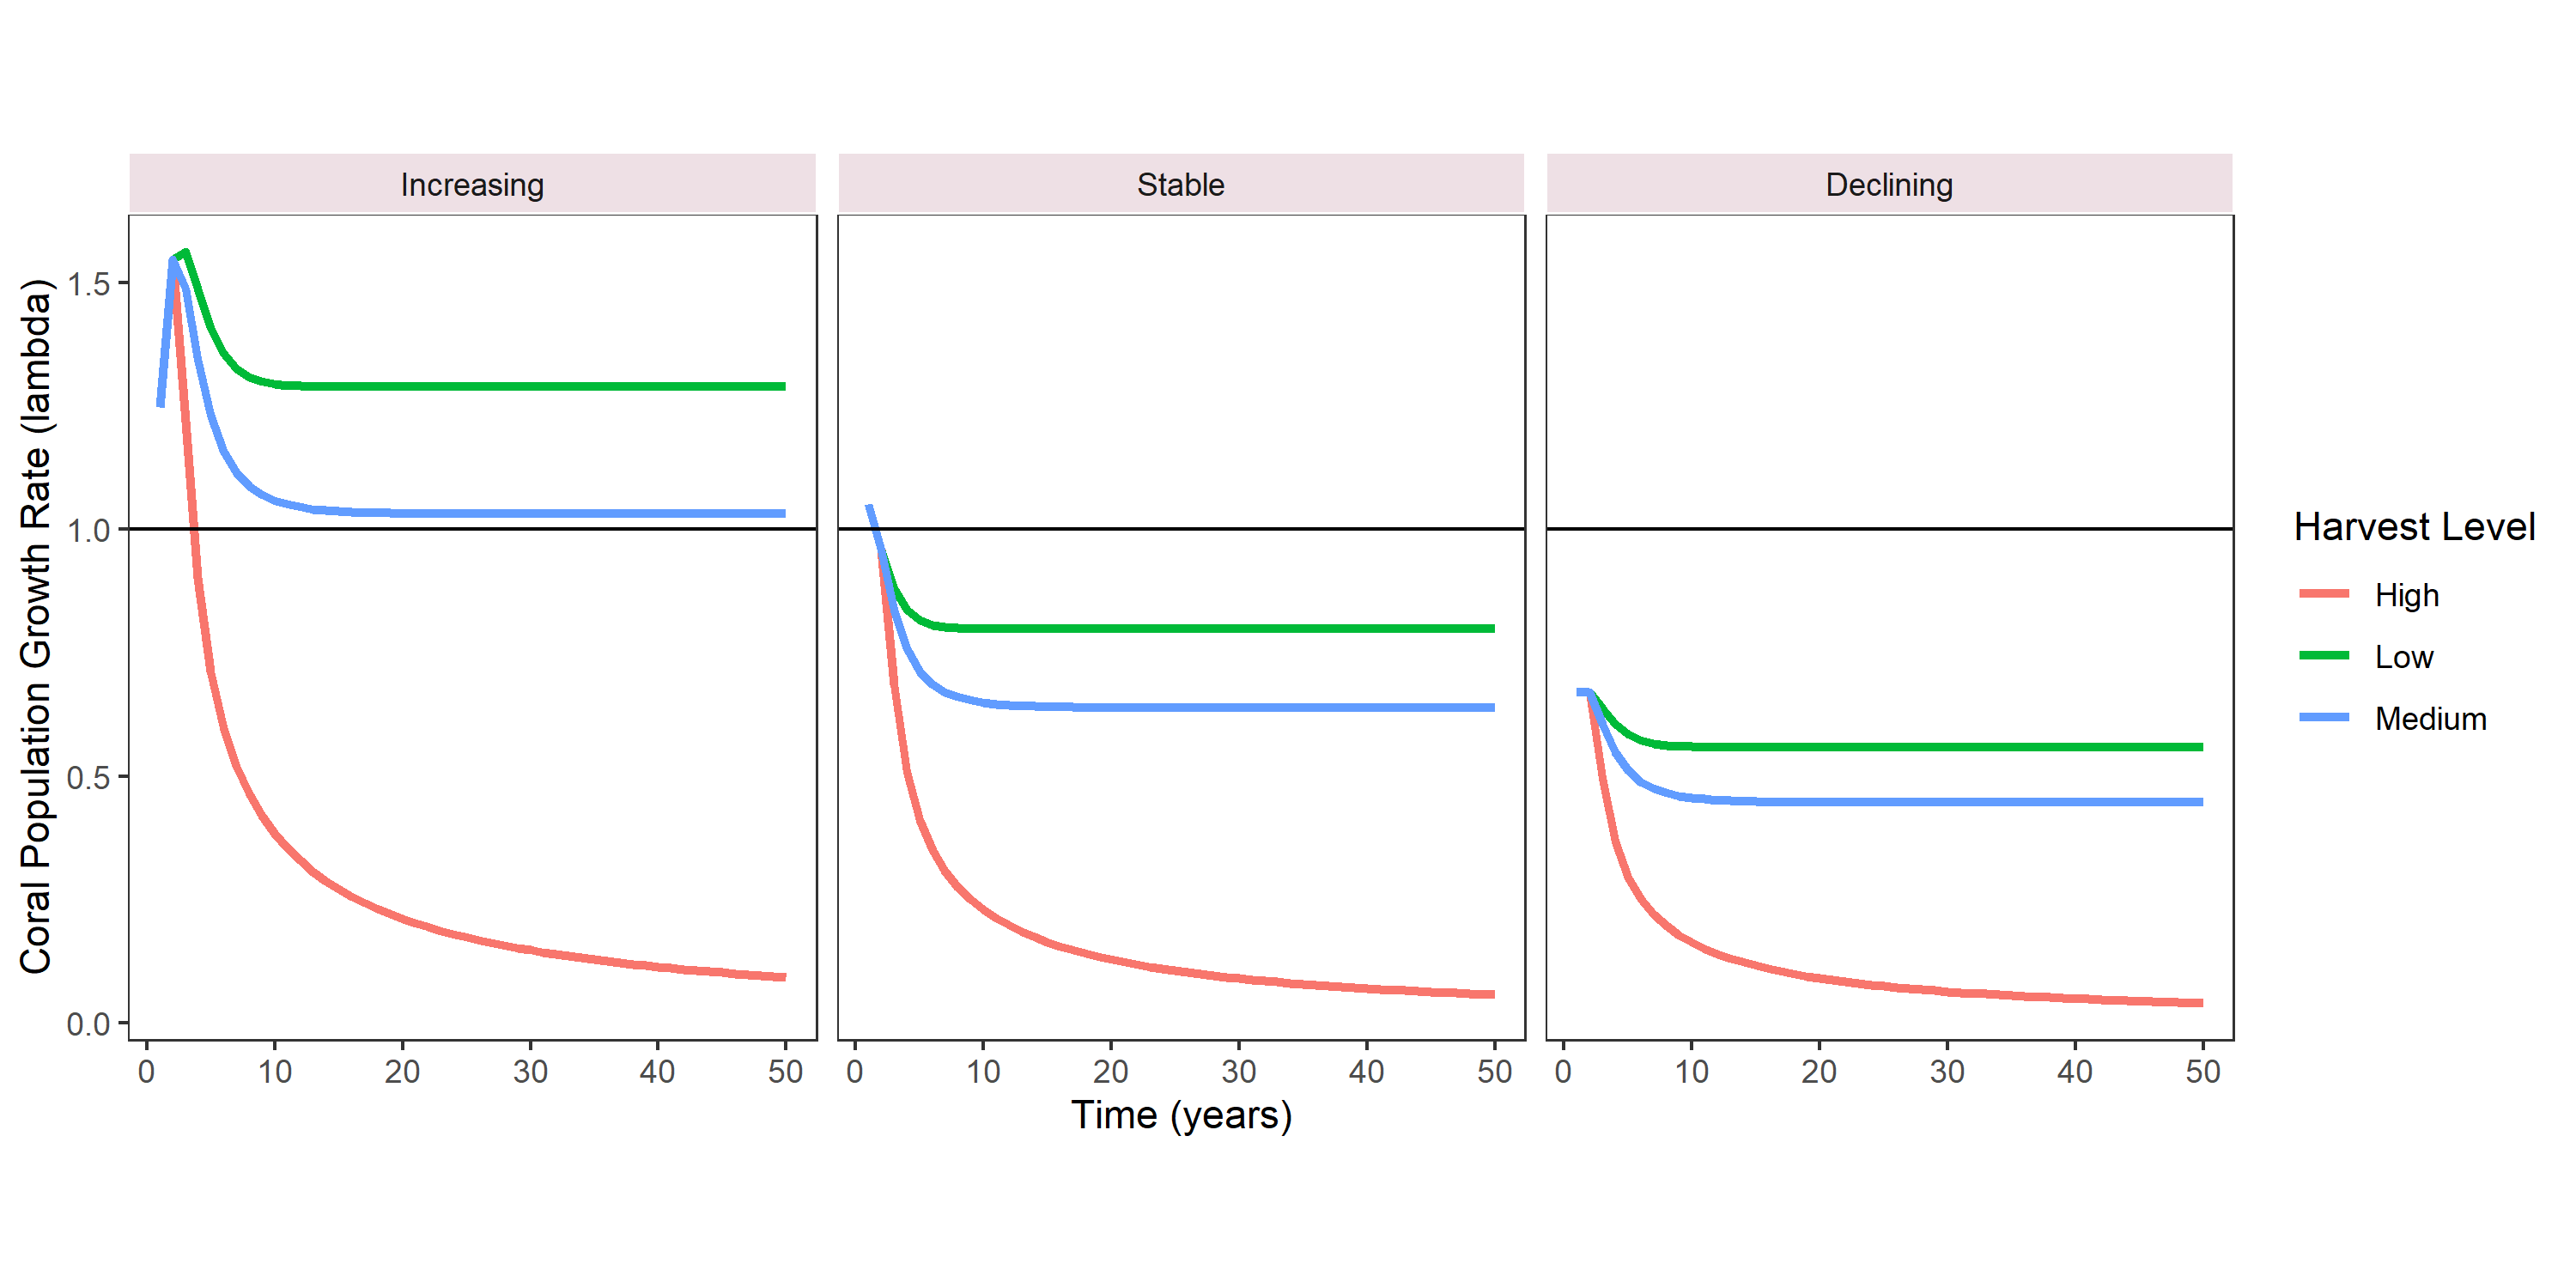 Increasing
Stable
Declining
Coral Population Growth Rate (lambda)
1.5
1.0
0.5
0.0
0 10 20 30 40 50
0 10 20 30 40 50
0 10 20 30 40 50
Time (years)
Harvest Level
High
Low
Medium